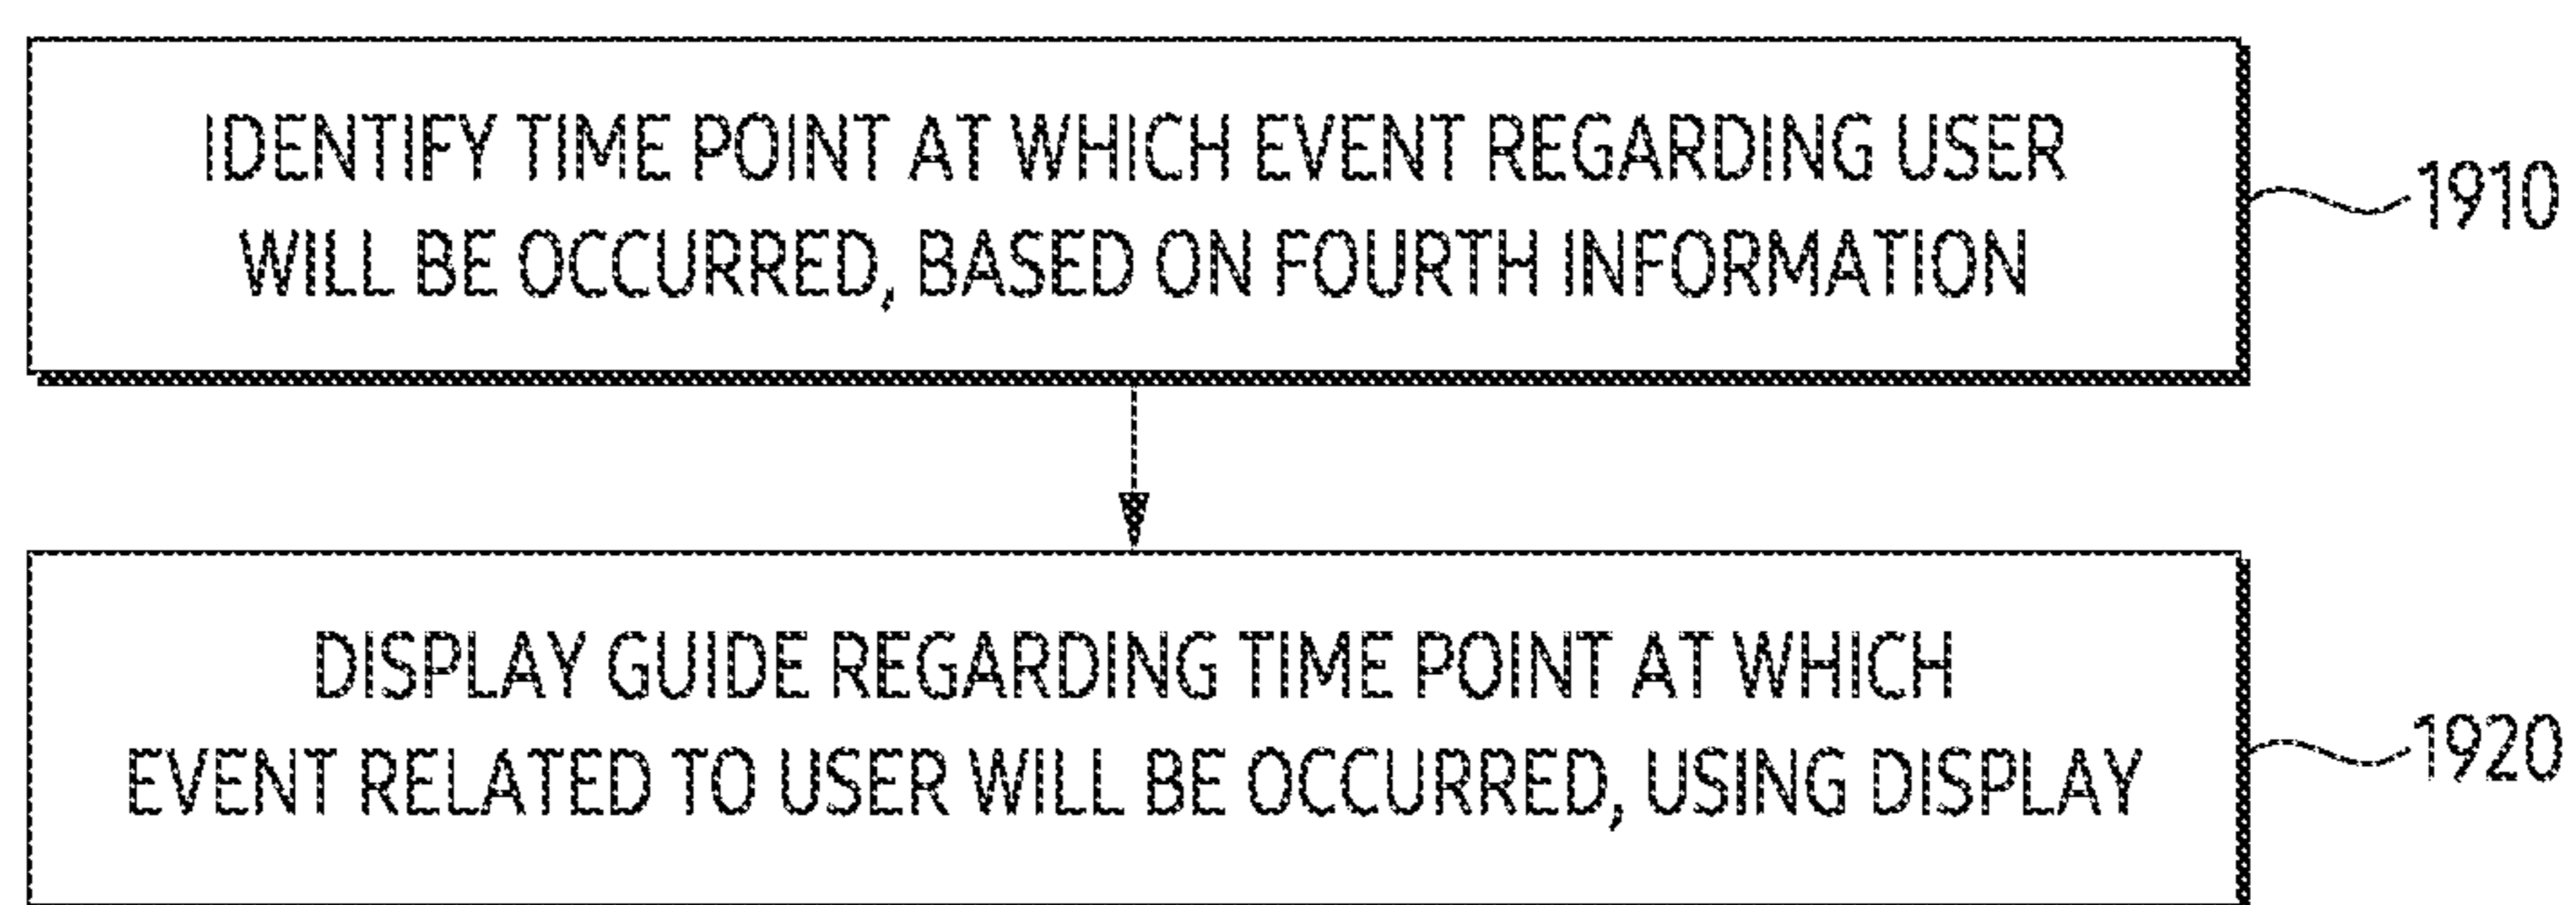 IDENTIFY TIME POINT AT WHICH EVENT REGARDING USER
WILL BE OCCURRED, BASED ON FOURTH INFORMATION
1910
DISPLAY GUIDE REGARDING TIME POINT AT WHICH
EVENT RELATED TO USER WILL BE OCCURRED, USING DISPLAY
1920